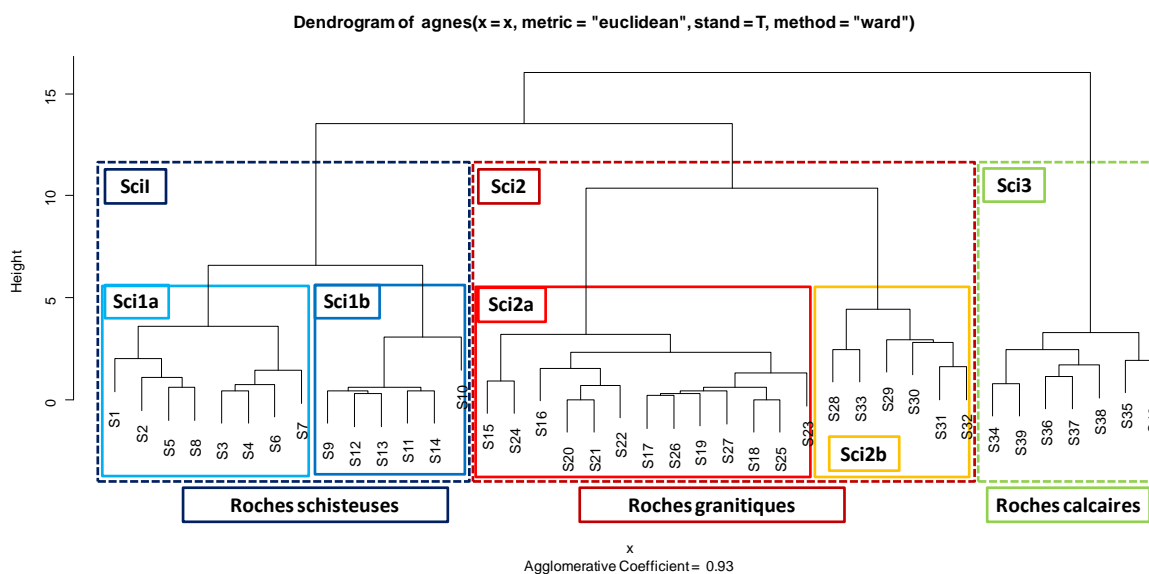 Dendrogram of agnes(x = x, metric = "euclidean", stand = T, method = "ward")
Height
15
10
5
0
SciI
Sci2
Sci3
Sci1a
Sci1b
Sci2a
Sci2b
S1
S2
S5
S8
S3
S4
S6
S7
S9
S12
S13
S11
S14
S10
S15
S24
S16
S20
S21
S22
S17
S26
S19
S27
S18
S25
S23
S28
S33
S29
S30
S31
S32
S34
S39
S36
S37
S38
S35
Roches schisteuses
Roches granitiques
Roches calcaires
x
Agglomerative Coefficient = 0.93